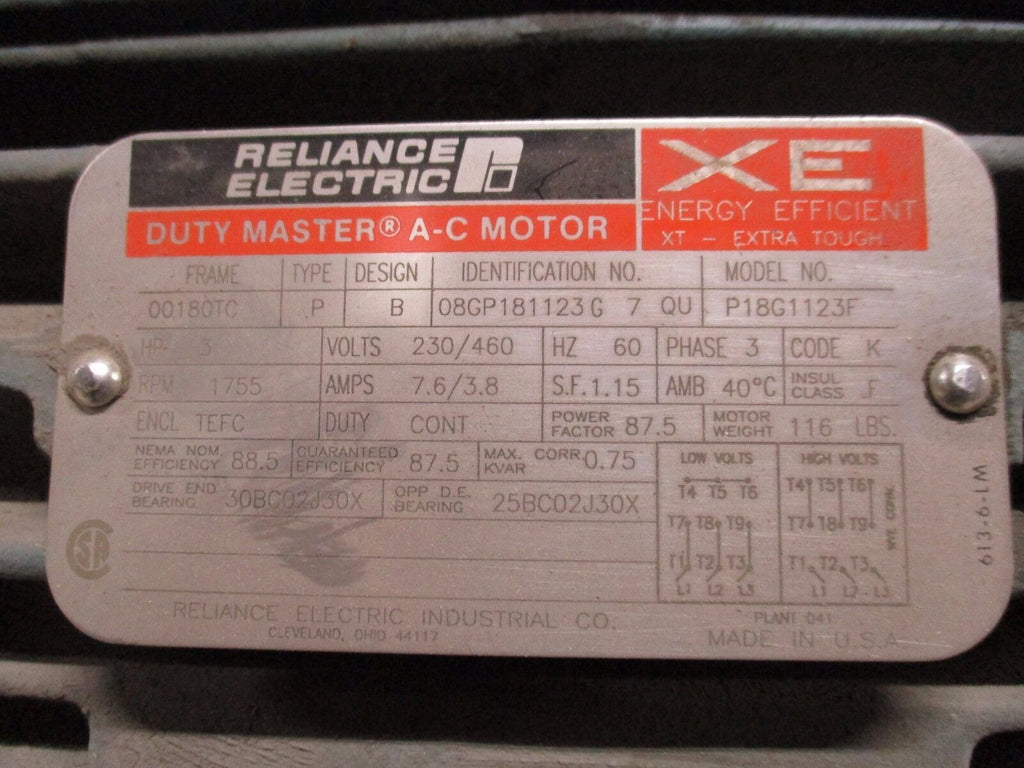 RELIANCE
ELECTRIC
XE
ENERGY EFFICIENT
DUTY MASTER® A-C MOTOR
XT - EXTRA TOUGH
FRAME TYPE DESIGN IDENTIFICATION NO. MODEL NO.
00180TC P B 08GP181123G 7 QU P18G1123F
HP 3 VOLTS 230/460 HZ 60 PHASE 3 CODE K
RPM 1755 AMPS 7.6/3.8 S.F. 1.15 AMB 40°C INSUL CLASS F
ENCL TEFC DUTY CONT POWER FACTOR 87.5 MOTOR WEIGHT 116 LBS.
NEMA NOM. EFFICIENCY 88.5 GUARANTEED EFFICIENCY 87.5 MAX. CORR. KVAR 0.75
LOW VOLTS HIGH VOLTS
DRIVE END BEARING 30BC02J30X OPP D.E. BEARING 25BC02J30X
T4 T5 T6 T4 T5 T6
T7 T8 T9 T7 T8 T9
T1 T2 T3 T1 T2 T3
L1 L2 L3 L1 L2 L3
WYE CONN.
613-6-1W
SA
RELIANCE ELECTRIC INDUSTRIAL CO.
CLEVELAND, OHIO 44117
PLANT 041
MADE IN U.S.A